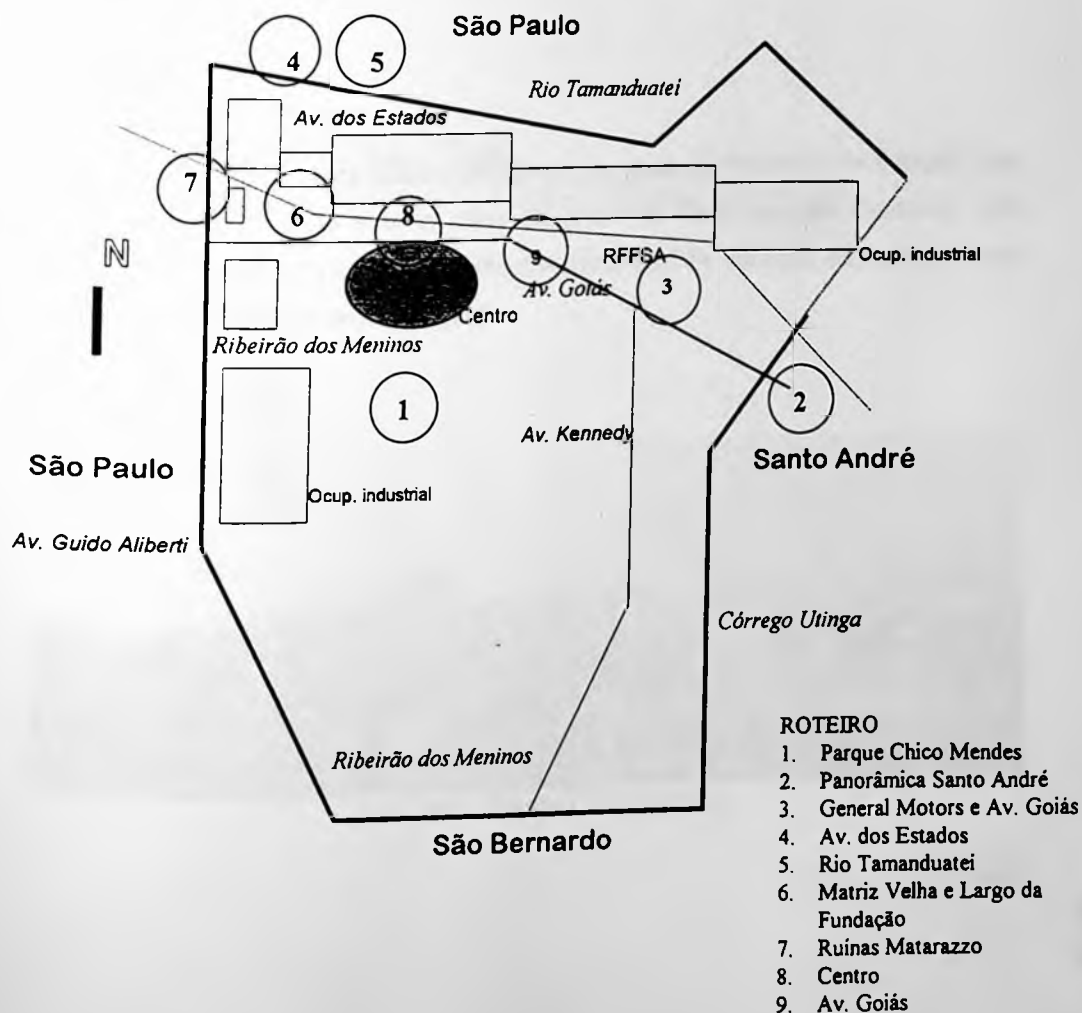 São Paulo
4
5
Rio Tamanduatei
Av. dos Estados
7
6
8
N
9
RFFSA
Ocup. industrial
Av. Goiás
3
Centro
Ribeirão dos Meninos
1
2
Av. Kennedy
São Paulo
Santo André
Ocup. industrial
Av. Guido Aliberti
Córrego Utinga
Ribeirão dos Meninos
São Bernardo
ROTEIRO
1. Parque Chico Mendes
2. Panorâmica Santo André
3. General Motors e Av. Goiás
4. Av. dos Estados
5. Rio Tamanduatei
6. Matriz Velha e Largo da
Fundação
7. Ruínas Matarazzo
8. Centro
9. Av. Goiás